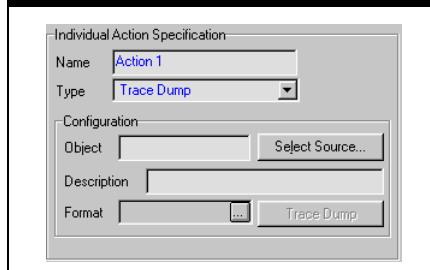 Individual Action Specification
Name Action 1
Type Trace Dump
Configuration
Object Select Source...
Description
Format ... Trace Dump